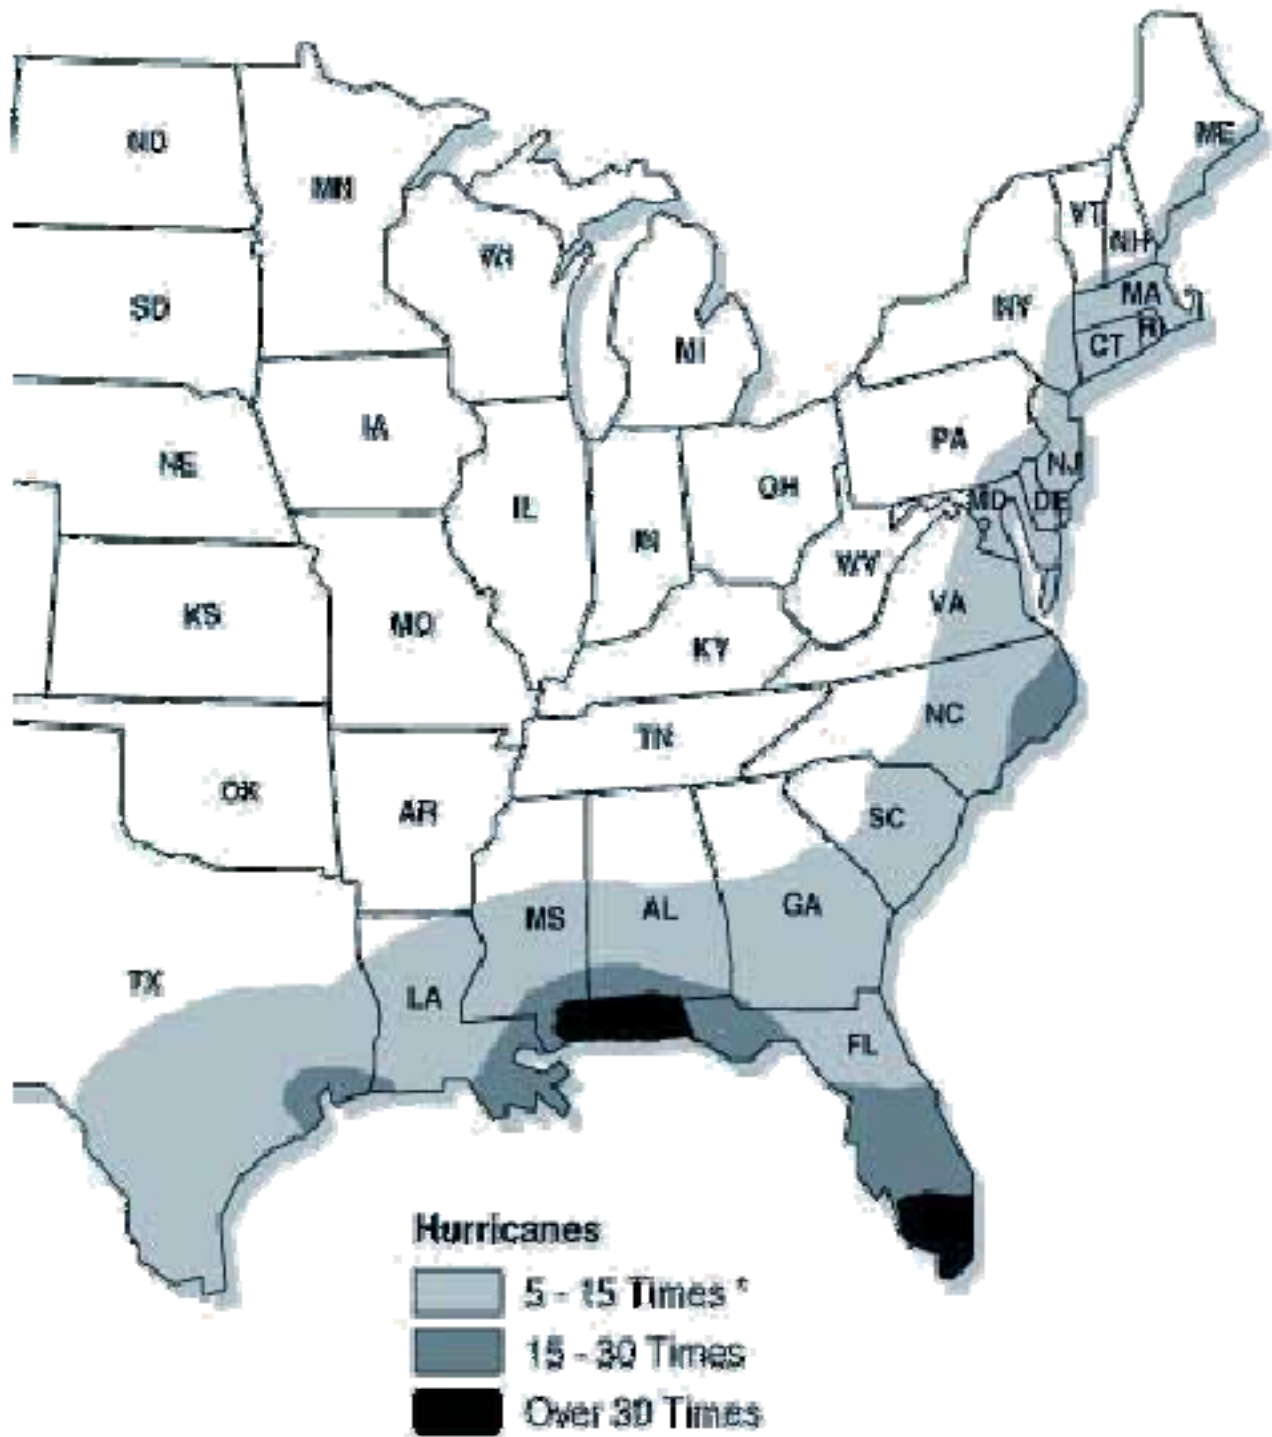 ME
ND
MN
VT
NH
WI
MA
NY
SD
RI
CT
MI
IA
PA
NE
NJ
OH
MD
DE
IL
IN
WV
VA
KS
MO
KY
NC
TN
OK
AR
SC
GA
AL
MS
TX
LA
FL
Hurricanes
5 - 15 Times *
15 - 30 Times
Over 30 Times